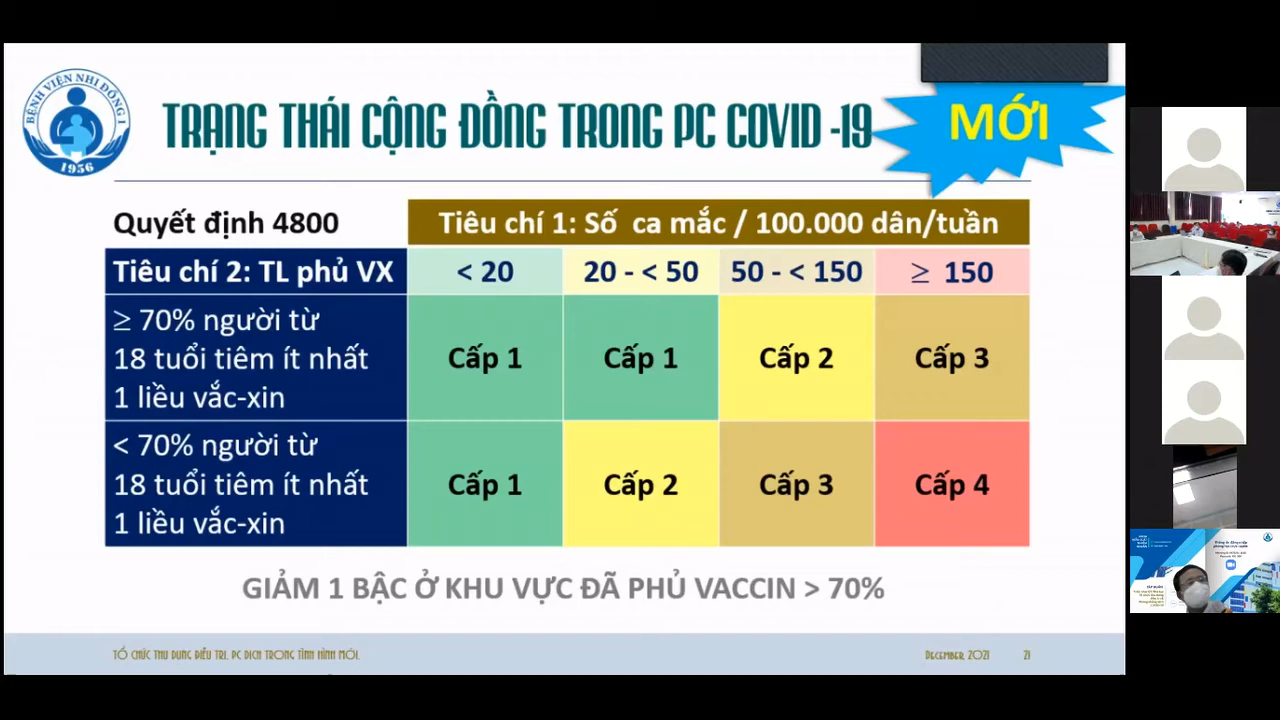 BỆNH VIỆN NHI ĐỒNG 1
1956
TRẠNG THÁI CỘNG ĐỒNG TRONG PC COVID -19
MỚI
Quyết định 4800
Tiêu chí 1: Số ca mắc / 100.000 dân/tuần
Tiêu chí 2: TL phủ VX
< 20
20 - < 50
50 - < 150
≥ 150
≥ 70% người từ
18 tuổi tiêm ít nhất
1 liều vắc-xin
Cấp 1
Cấp 1
Cấp 2
Cấp 3
< 70% người từ
18 tuổi tiêm ít nhất
1 liều vắc-xin
Cấp 1
Cấp 2
Cấp 3
Cấp 4
GIẢM 1 BẬC Ở KHU VỰC ĐÃ PHỦ VACCIN > 70%
TỔ CHỨC THU DUNG ĐIỀU TRỊ, PC DỊCH TRONG TÌNH HÌNH MỚI.
DECEMBER, 2021
21